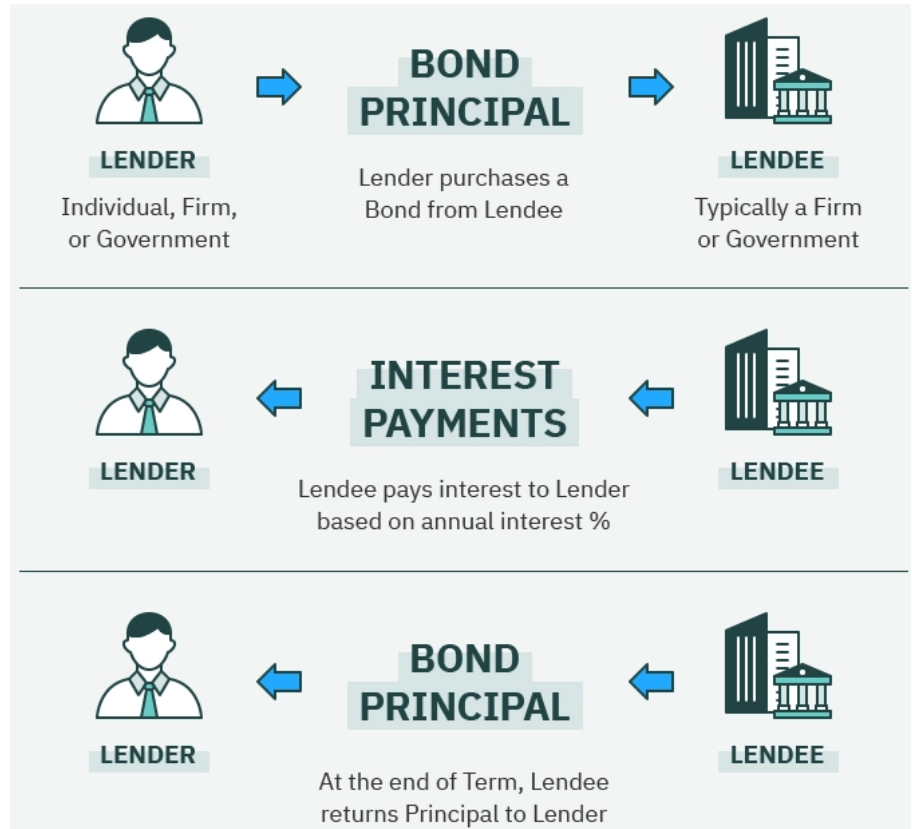 BOND
PRINCIPAL
LENDER
LENDEE
Lender purchases a
Bond from Lendee
Individual, Firm,
or Government
Typically a Firm
or Government
INTEREST
PAYMENTS
LENDER
LENDEE
Lendee pays interest to Lender
based on annual interest %
BOND
PRINCIPAL
LENDER
LENDEE
At the end of Term, Lendee
returns Principal to Lender